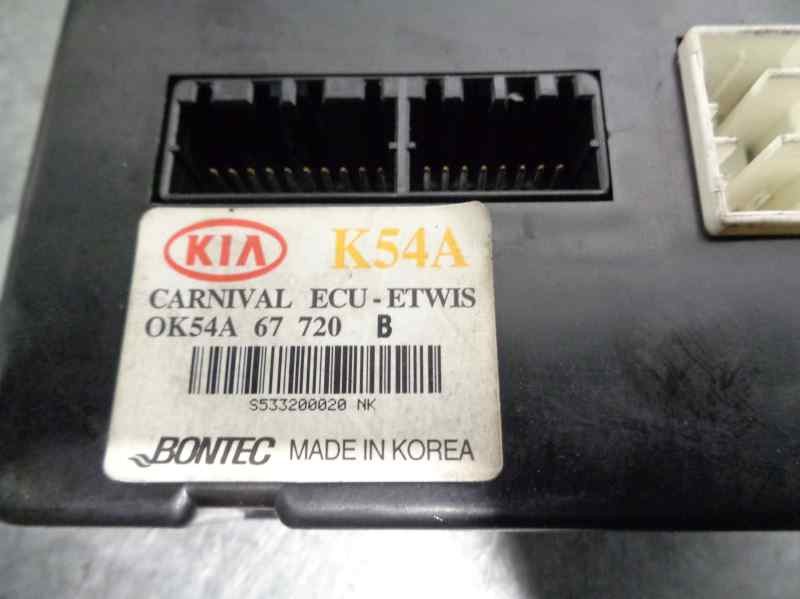 KIA K54A
CARNIVAL ECU-ETWIS
OK54A 67 720 B
S533200020 NK
BONTEC MADE IN KOREA